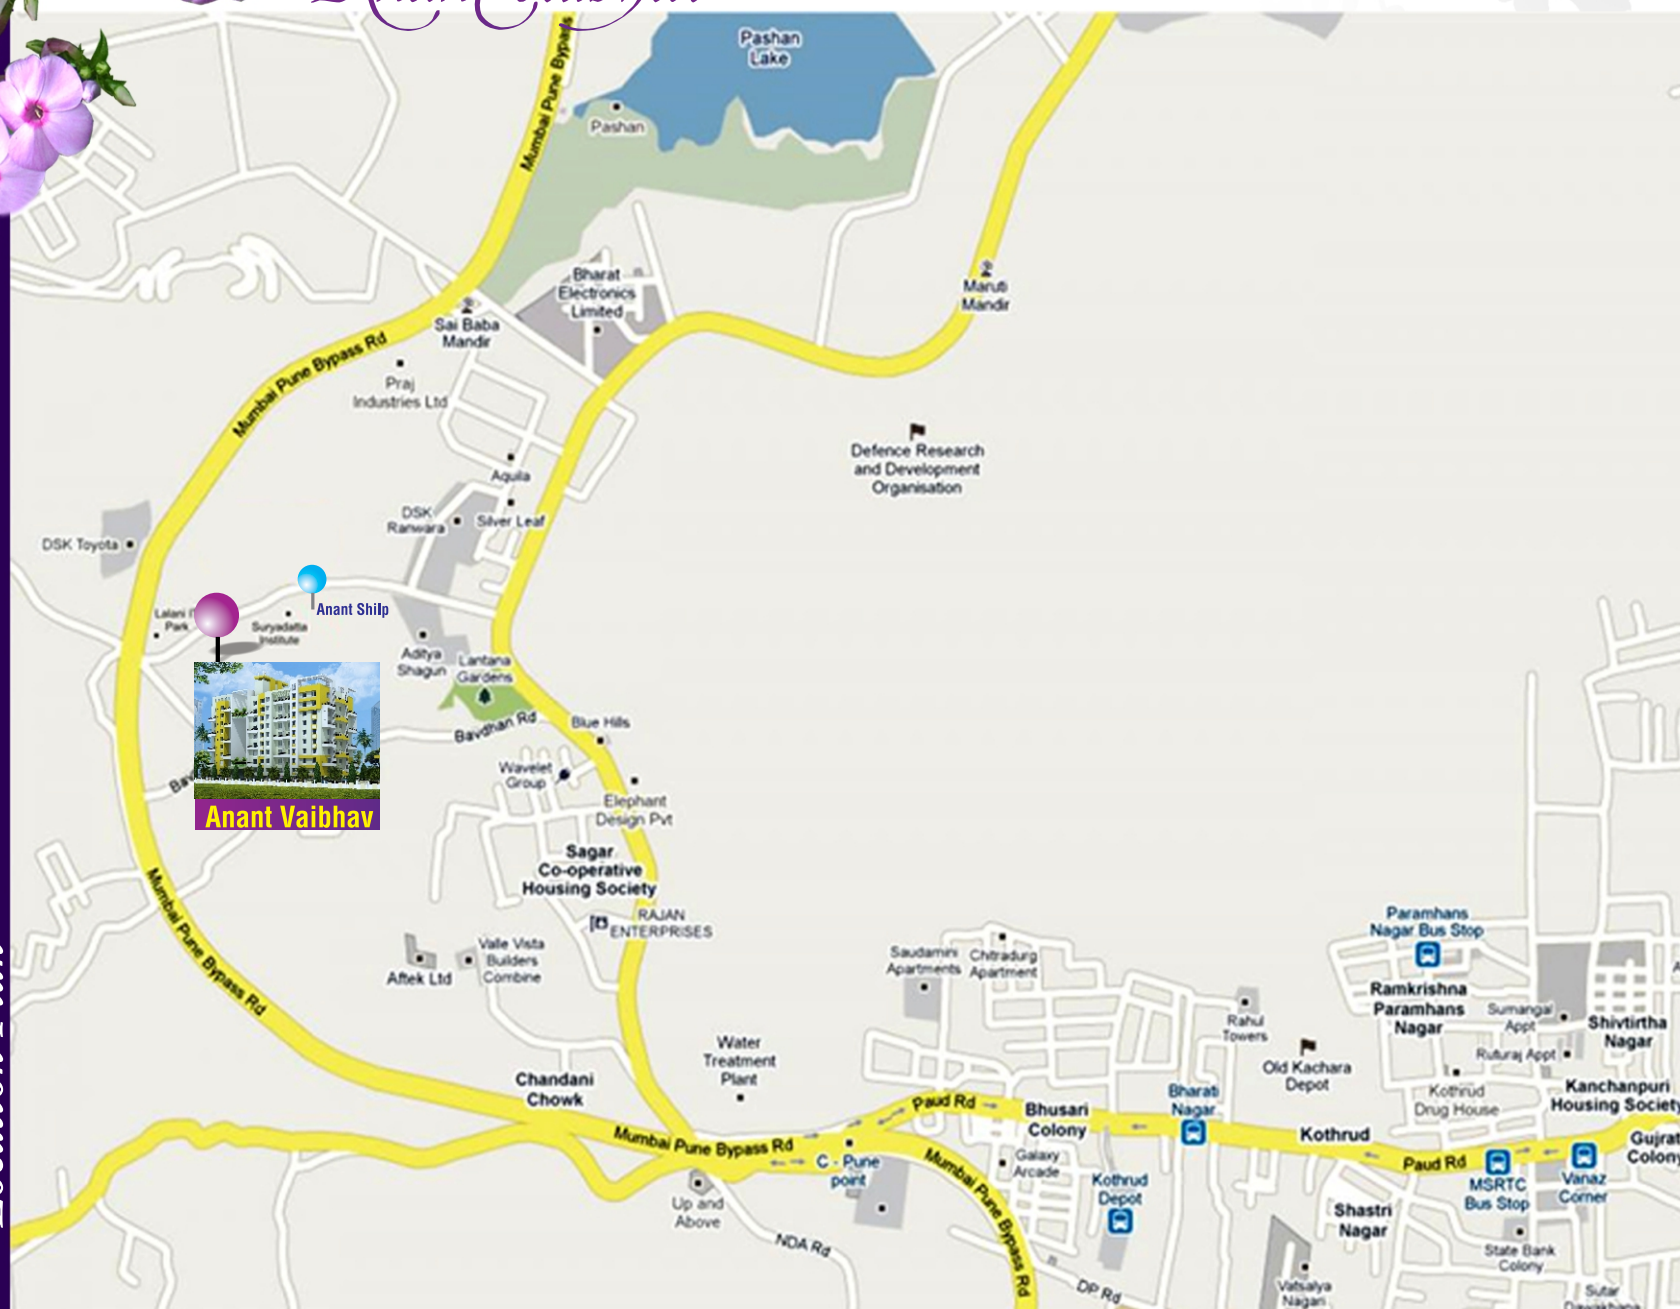 Pashan
Lake
Mumbai Pune Bypass
Pashan
Bharat
Electronics
Limited
Maruti
Mandir
Sai Baba
Mandir
Mumbai Pune Bypass Rd
Praj
Industries Ltd
Defence Research
and Development
Organisation
Aquila
DSK
Ranwara
Silver Leaf
DSK Toyota
Anant Shilp
Lalani IT
Park
Suryadatta
Institute
Aditya
Shagun
Lantana
Gardens
Bavdhan Rd
Blue Hills
Wavelet
Group
Elephant
Design Pvt
Anant Vaibhav
Sagar
Co-operative
Housing Society
Mumbai Pune Bypass Rd
RAJAN
ENTERPRISES
Valle Vista
Builders
Combine
Aftek Ltd
Saudamini
Apartments
Chitradurg
Apartment
Paramhans
Nagar Bus Stop
Ramkrishna
Paramhans
Nagar
Sumangal
Appt
Shivtirtha
Nagar
Rahul
Towers
Water
Treatment
Plant
Old Kachara
Depot
Ruturaj Appt
Kothrud
Drug House
Kanchanpuri
Housing Society
Chandani
Chowk
Paud Rd
Bhusari
Colony
Bharati
Nagar
Kothrud
Gujrat
Colony
Mumbai Pune Bypass Rd
C - Pune
point
Mumbai Pune Bypass Rd
Galaxy
Arcade
Kothrud
Depot
Paud Rd
MSRTC
Bus Stop
Vanaz
Corner
Up and
Above
NDA Rd
Shastri
Nagar
State Bank
Colony
DP Rd
Vatsalya
Nagari
Sutar